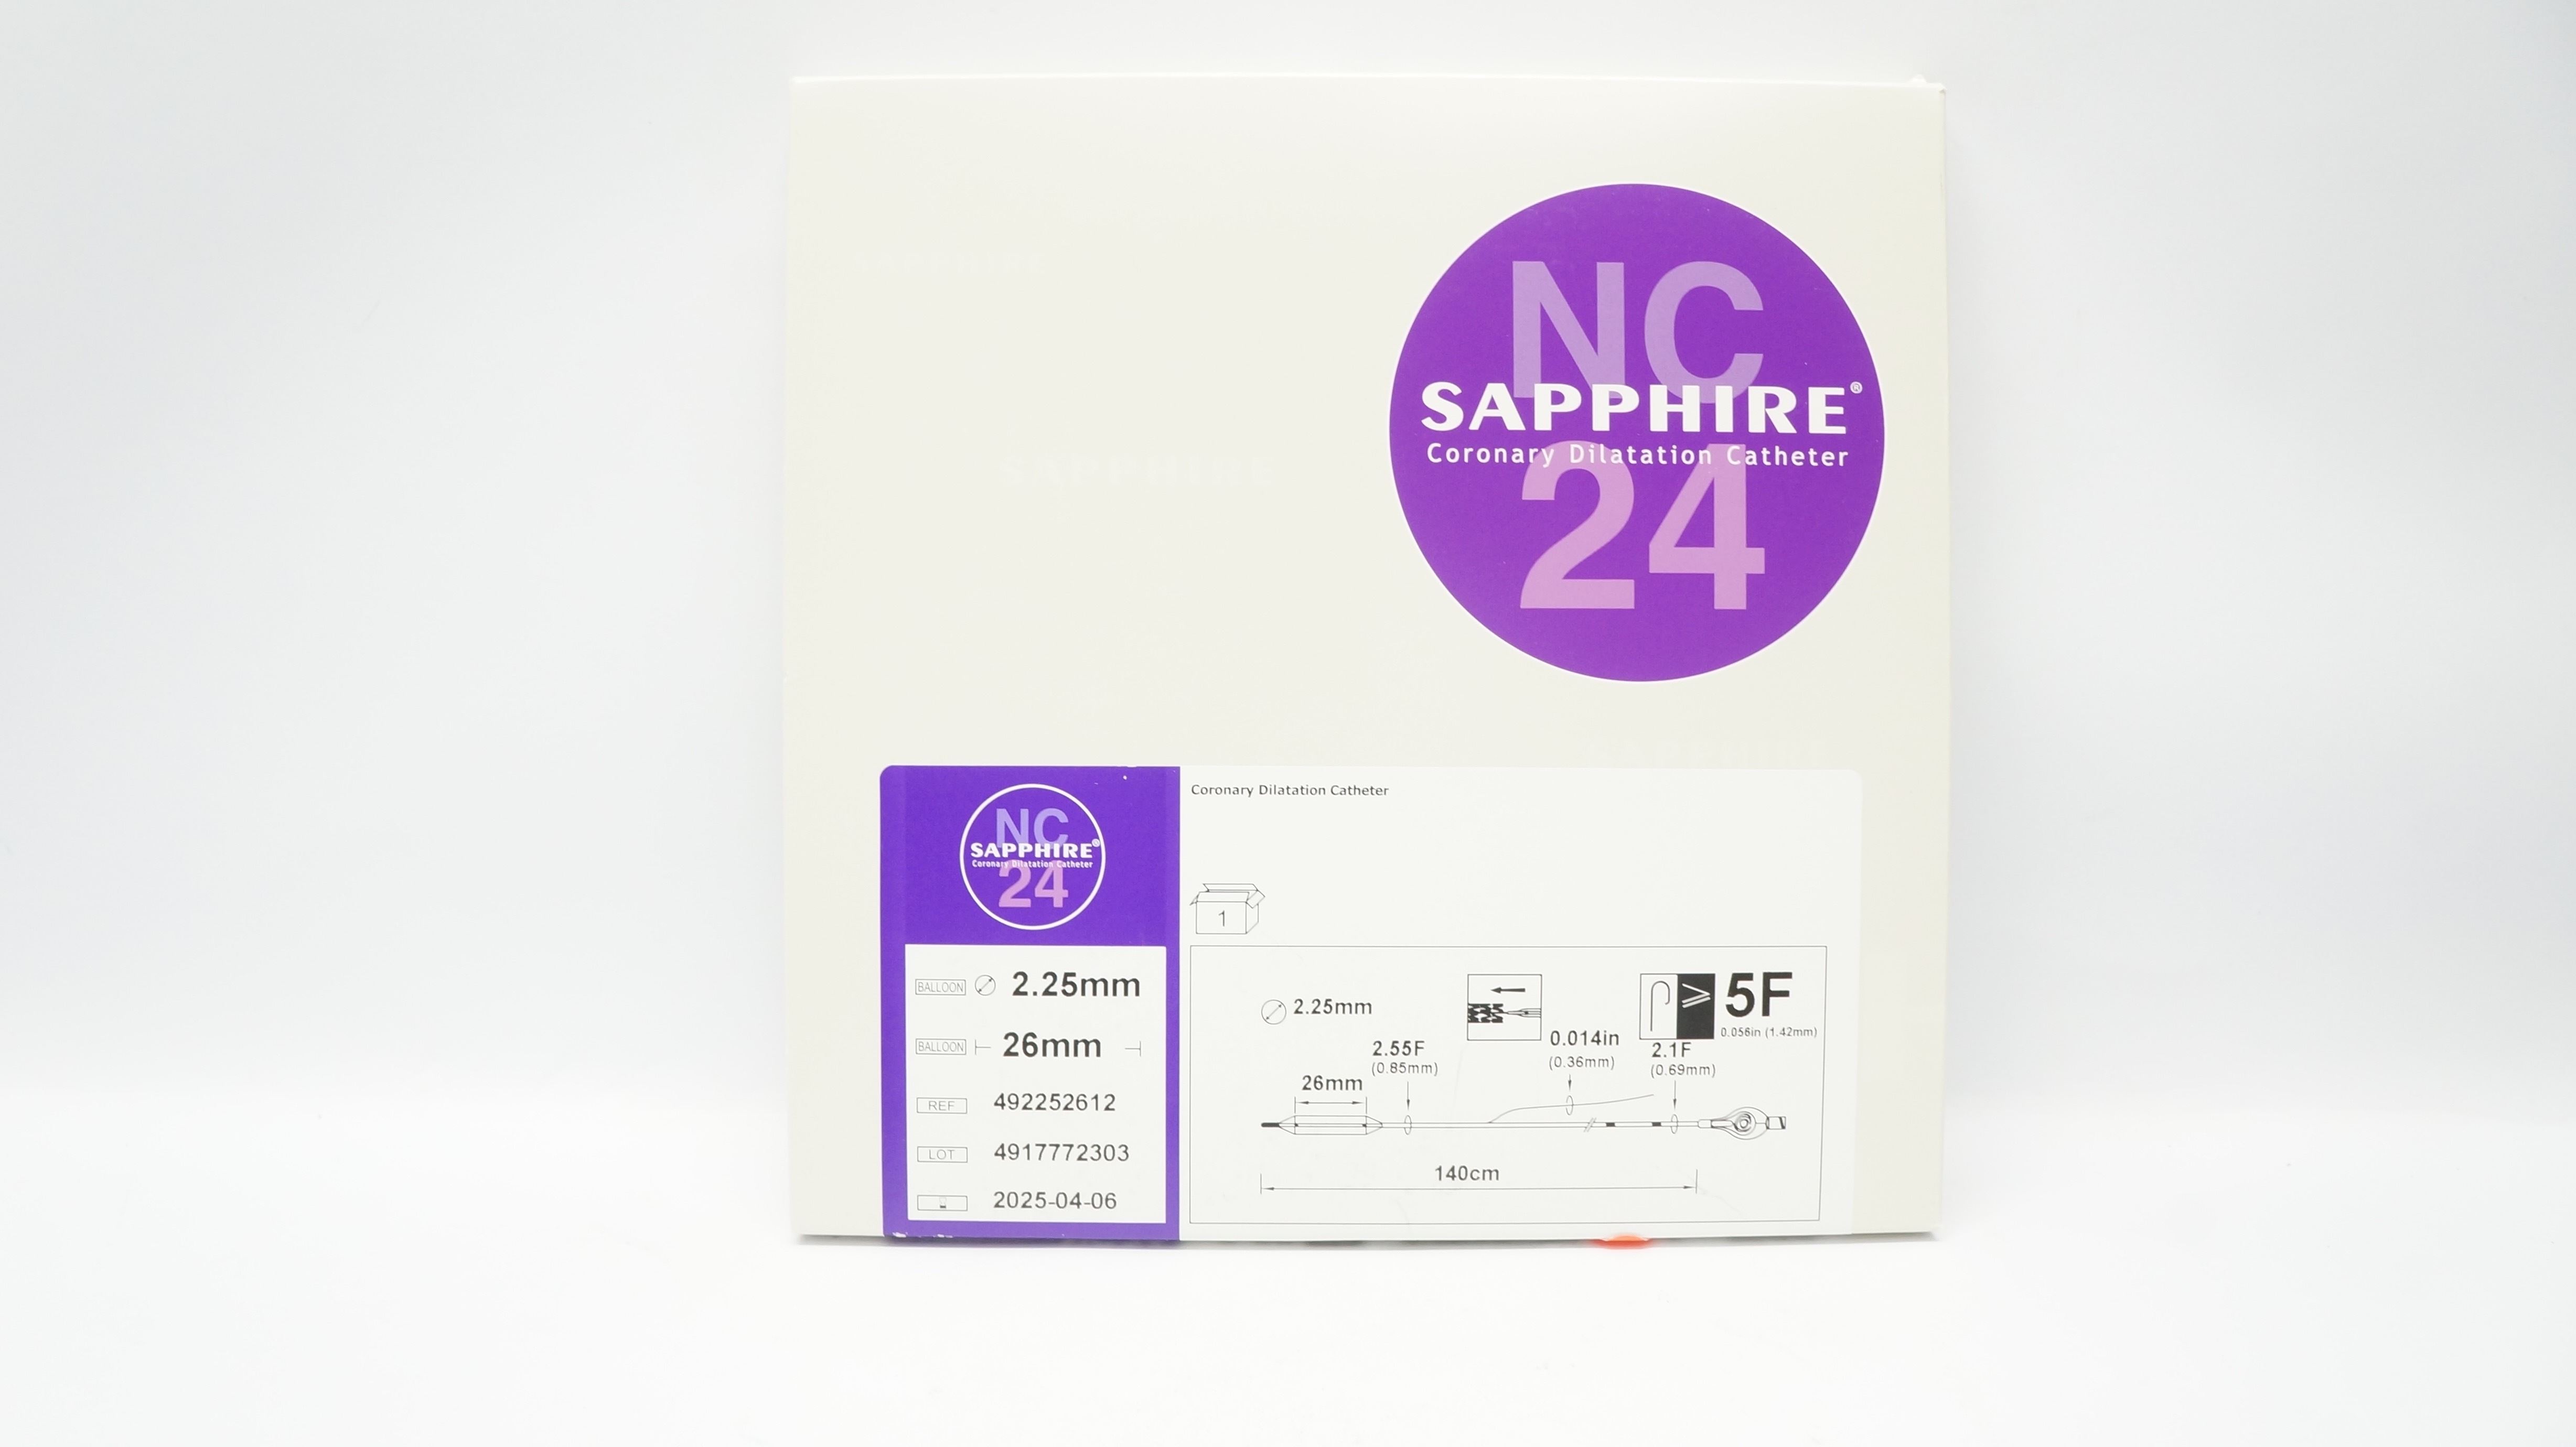 NC
SAPPHIRE®
Coronary Dilatation Catheter
24
SAPPHIRE
NC
SAPPHIRE®
Coronary Dilatation Catheter
24
BALLOON 2.25mm
BALLOON 26mm
REF 492252612
LOT 4917772303
2025-04-06
Coronary Dilatation Catheter
1
2.25mm
≥ 5F
0.056in (1.42mm)
0.014in
(0.36mm)
2.55F
(0.85mm)
2.1F
(0.69mm)
26mm
140cm